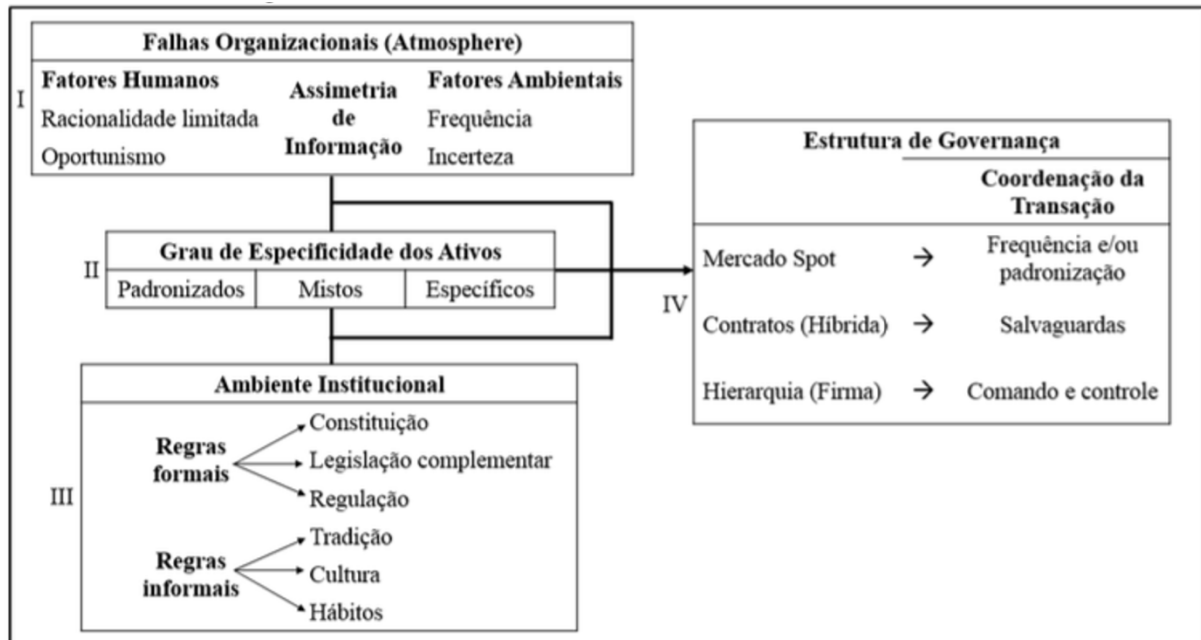 Falhas Organizacionais (Atmosphere)
Fatores Humanos
Racionalidade limitada
Oportunismo
Assimetria
de
Informação
Fatores Ambientais
Frequência
Incerteza
I
Grau de Especificidade dos Ativos
II
Padronizados
Mistos
Específicos
Ambiente Institucional
Regras
formais
Constituição
Legislação complementar
Regulação
III
Regras
informais
Tradição
Cultura
Hábitos
IV
Estrutura de Governança
Coordenação da
Transação
Mercado Spot → Frequência e/ou
padronização
Contratos (Híbrida) → Salvaguardas
Hierarquia (Firma) → Comando e controle